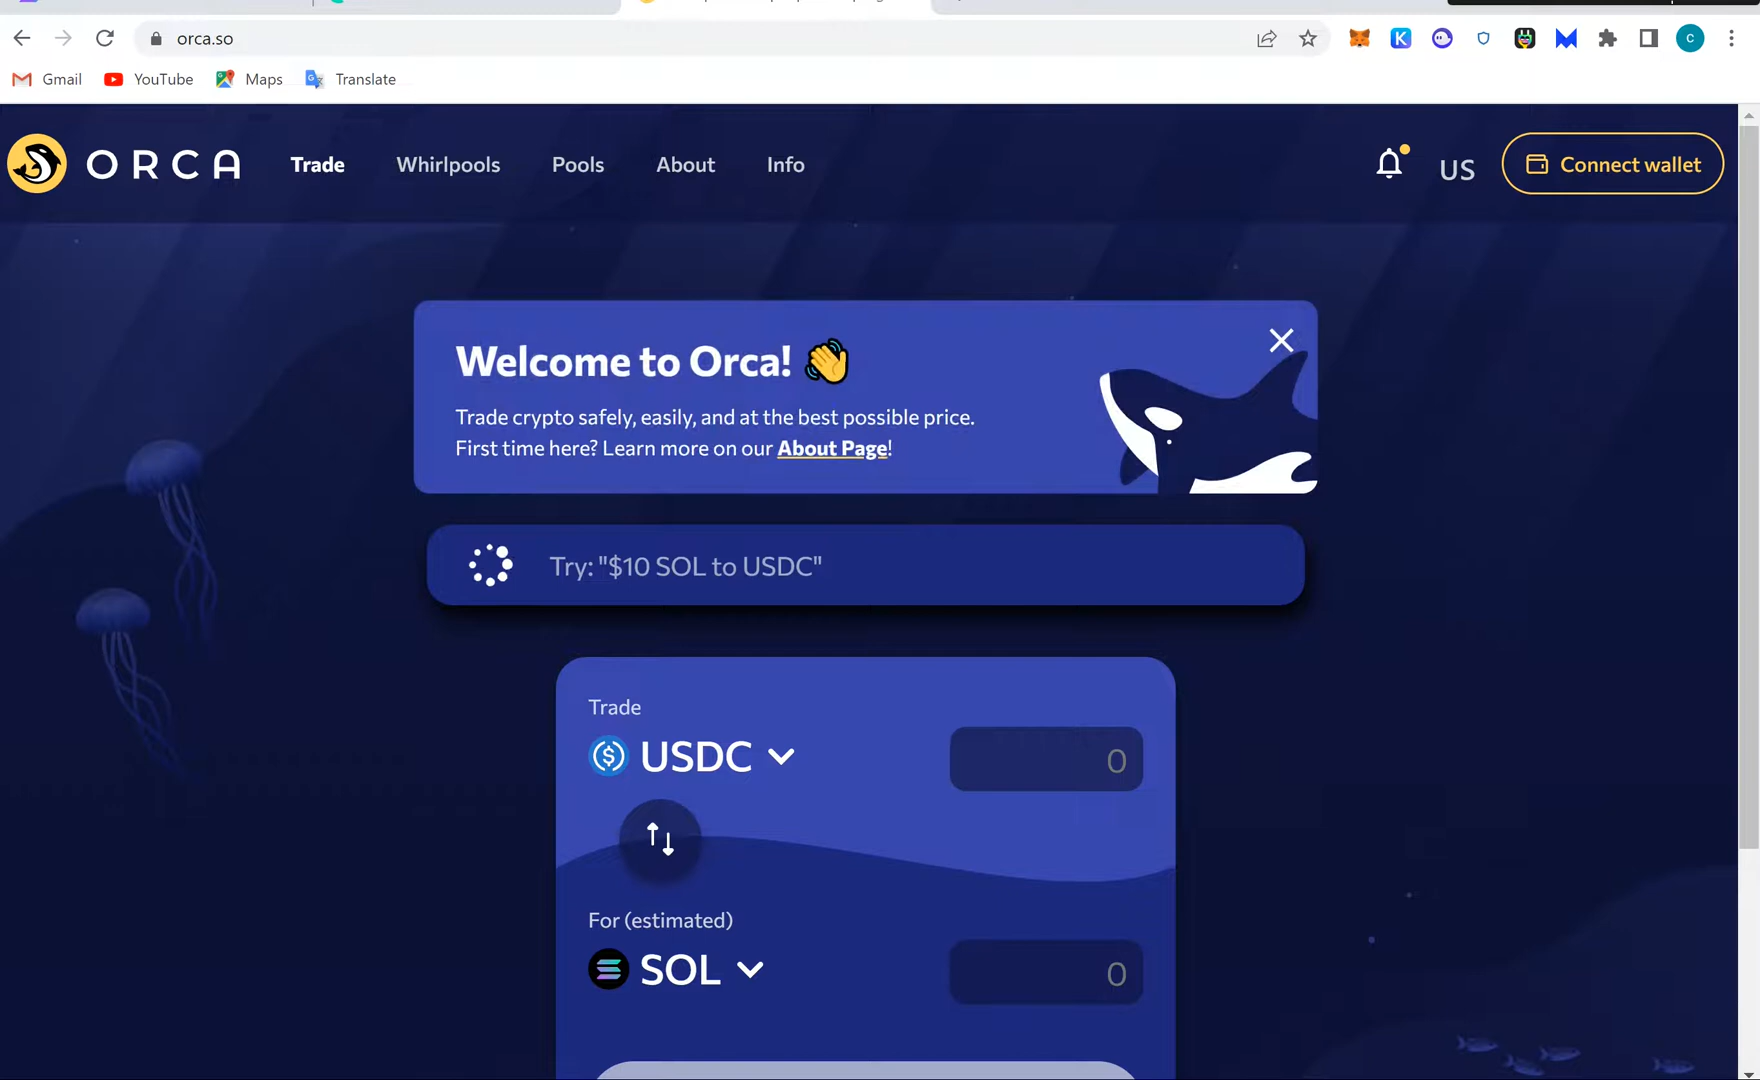 orca.so
Gmail YouTube Maps Translate
ORCA Trade Whirlpools Pools About Info US Connect wallet
Welcome to Orca! 👋
Trade crypto safely, easily, and at the best possible price.
First time here? Learn more on our About Page!
Try: "$10 SOL to USDC"
Trade
USDC 0
For (estimated)
SOL 0